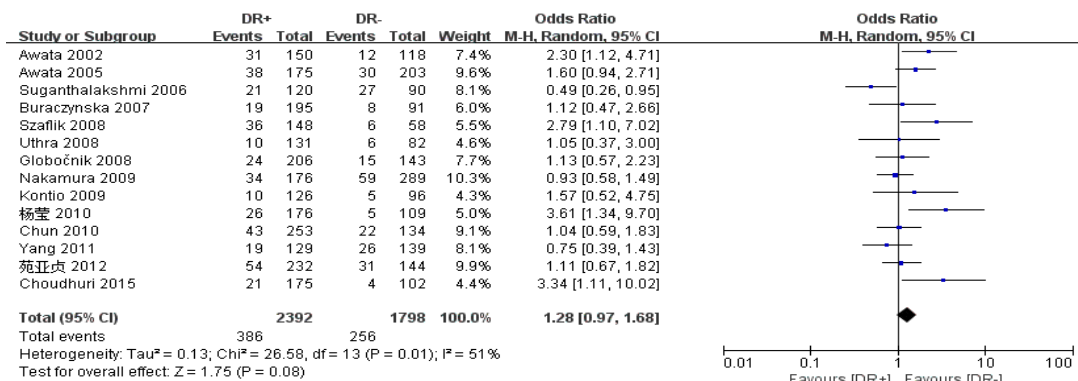 DR+ DR- Odds Ratio Odds Ratio
Study or Subgroup Events Total Events Total Weight M-H, Random, 95% CI M-H, Random, 95% CI
Awata 2002 31 150 12 118 7.4% 2.30 [1.12, 4.71]
Awata 2005 38 175 30 203 9.6% 1.60 [0.94, 2.71]
Suganthalakshmi 2006 21 120 27 90 8.1% 0.49 [0.26, 0.95]
Buraczynska 2007 19 195 8 91 6.0% 1.12 [0.47, 2.66]
Szaflik 2008 36 148 6 58 5.5% 2.79 [1.10, 7.02]
Uthra 2008 10 131 6 82 4.6% 1.05 [0.37, 3.00]
Globočnik 2008 24 206 15 143 7.7% 1.13 [0.57, 2.23]
Nakamura 2009 34 176 59 289 10.3% 0.93 [0.58, 1.49]
Kontio 2009 10 126 5 96 4.3% 1.57 [0.52, 4.75]
杨莹 2010 26 176 5 109 5.0% 3.61 [1.34, 9.70]
Chun 2010 43 253 22 134 9.1% 1.04 [0.59, 1.83]
Yang 2011 19 129 26 139 8.1% 0.75 [0.39, 1.43]
苑亚贞 2012 54 232 31 144 9.9% 1.11 [0.67, 1.82]
Choudhuri 2015 21 175 4 102 4.4% 3.34 [1.11, 10.02]
Total (95% CI) 2392 1798 100.0% 1.28 [0.97, 1.68]
Total events 386 256
Heterogeneity: Tau² = 0.13; Chi² = 26.58, df = 13 (P = 0.01); I² = 51%
Test for overall effect: Z = 1.75 (P = 0.08)
0.01 0.1 1 10 100
Favours [DR+] Favours [DR-]